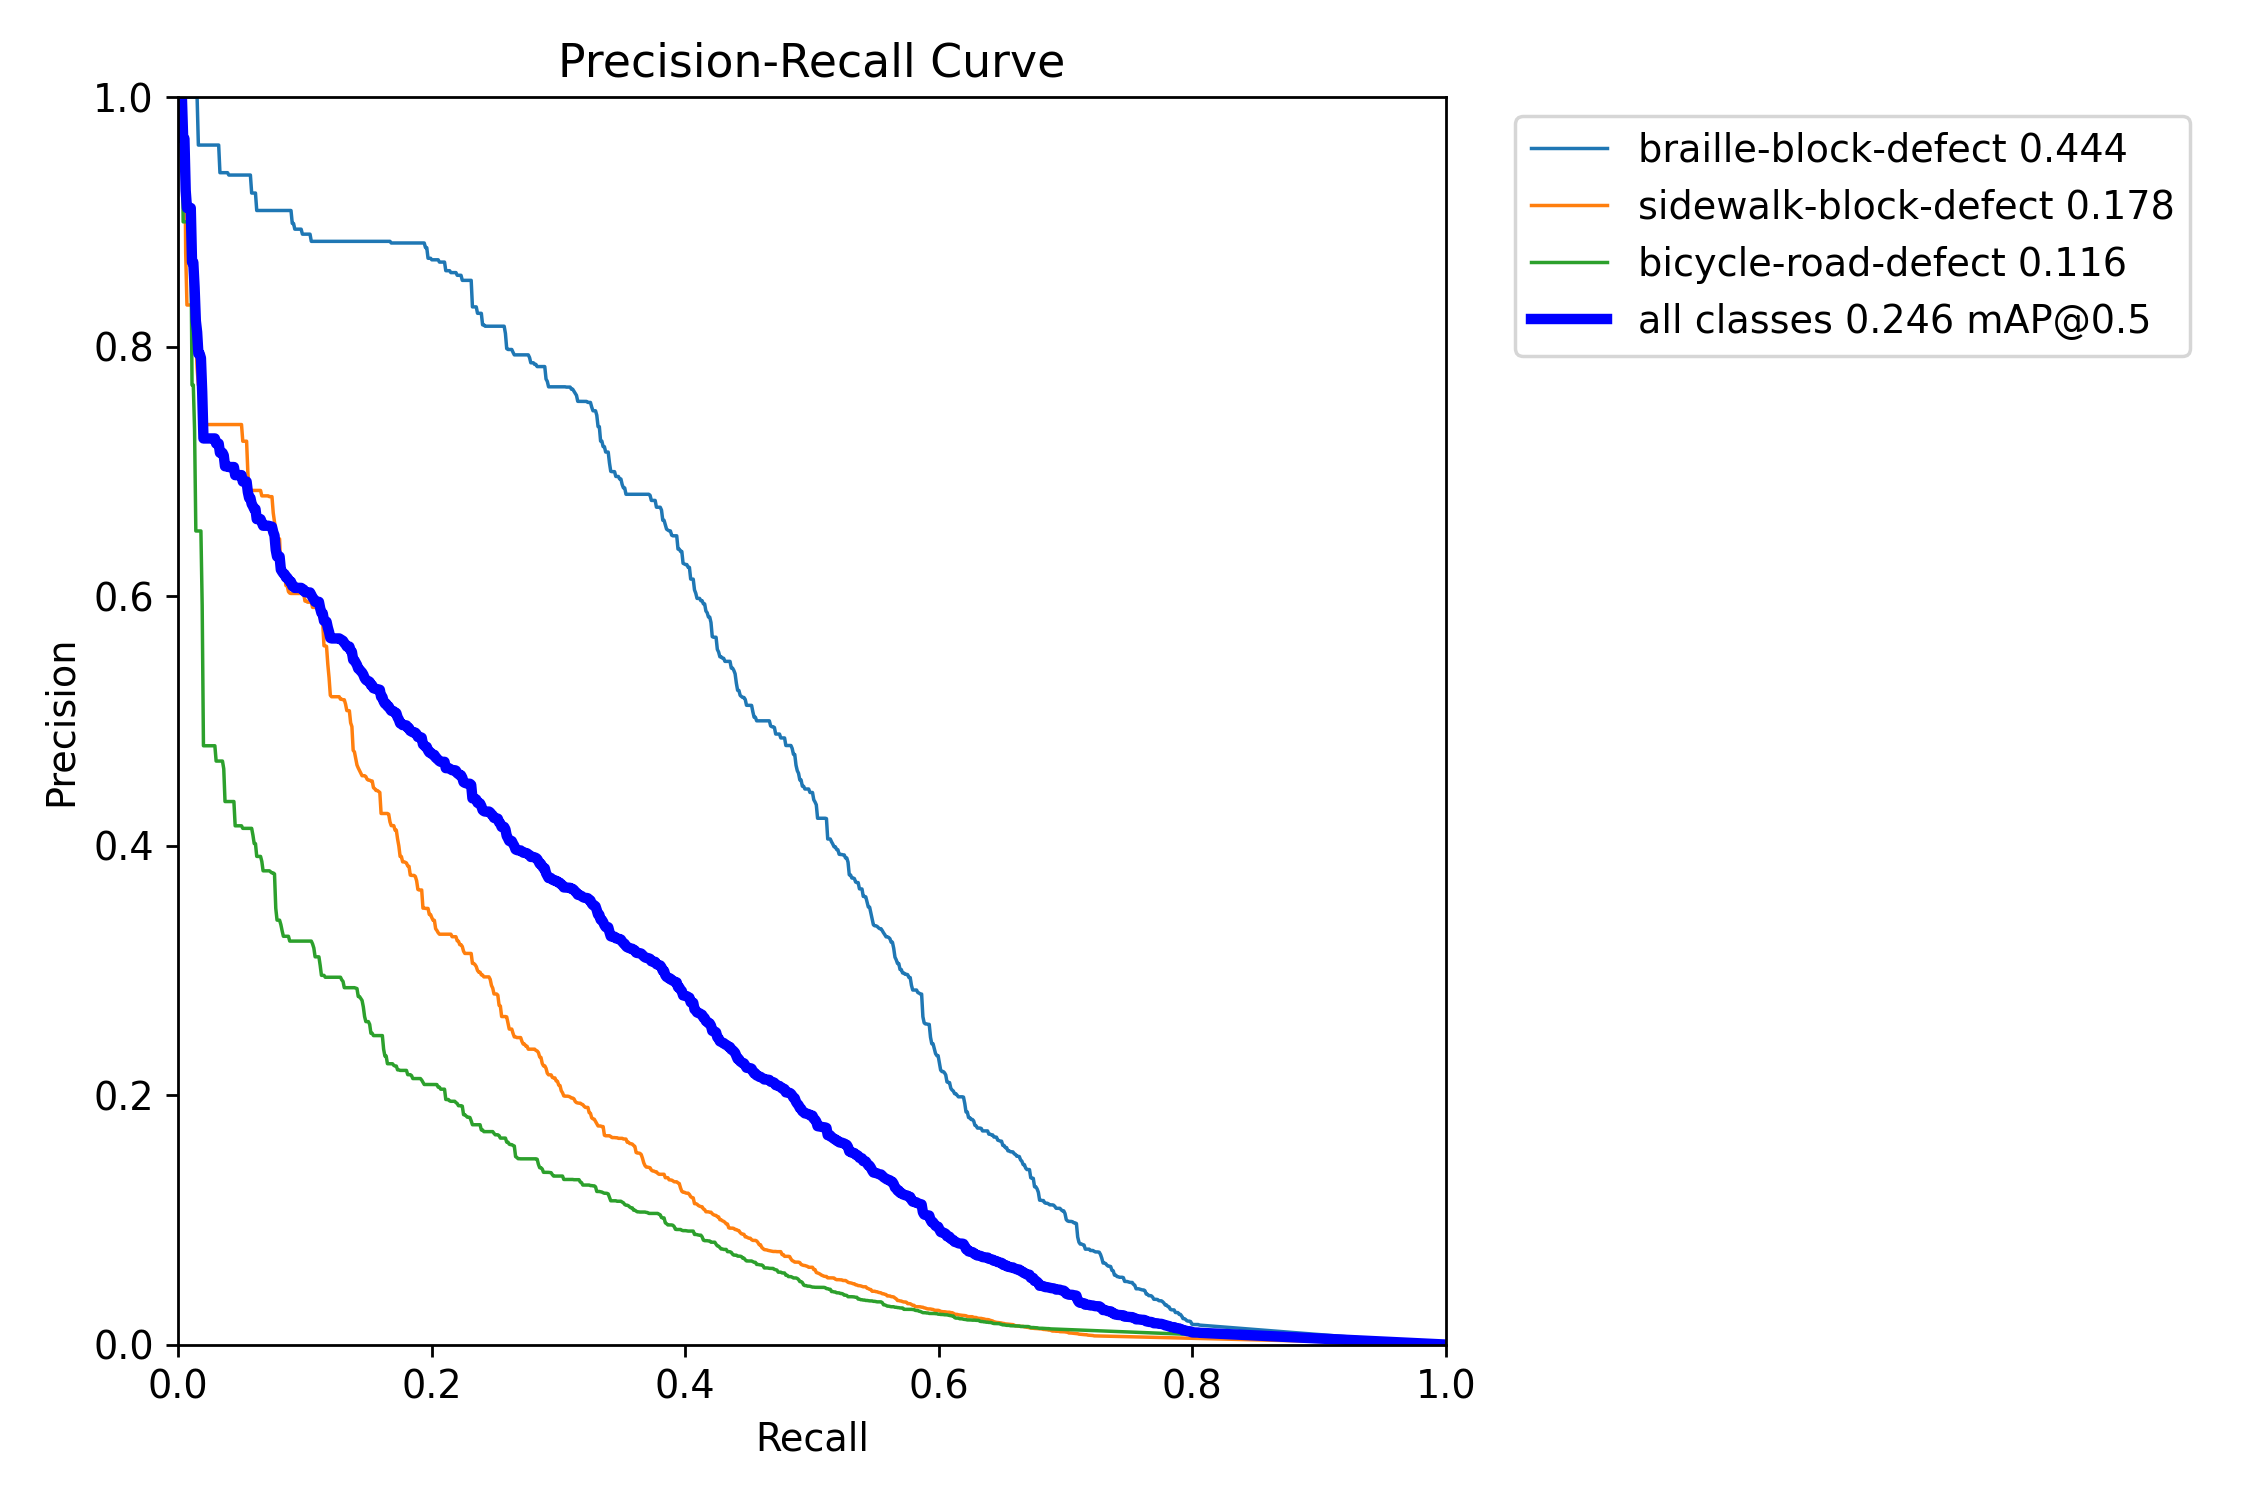 Precision-Recall Curve
braille-block-defect 0.444
sidewalk-block-defect 0.178
bicycle-road-defect 0.116
all classes 0.246 mAP@0.5
1.0
0.8
0.6
0.4
0.2
0.0
Precision
0.0 0.2 0.4 0.6 0.8 1.0
Recall